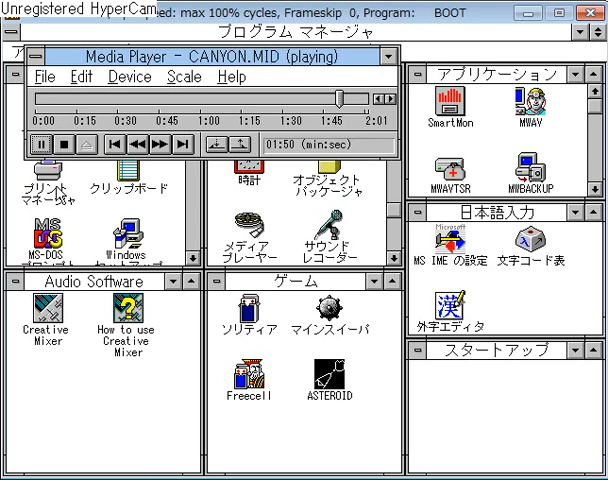 Unregistered HyperCam
eed: max 100% cycles, Frameskip 0, Program: BOOT
プログラム マネージャ
Media Player - CANYON.MID (playing)
File Edit Device Scale Help
0:00 0:15 0:30 0:45 1:00 1:15 1:30 1:45 2:01
01:50 (min:sec)
プリント
マネージャ
クリップボード
時計
オブジェクト
パッケージャ
MS-DOS
Windows
メディア
プレーヤー
サウンド
レコーダー
アプリケーション
SmartMon
MWAV
MWAVTSR
MWBACKUP
日本語入力
MS IME の設定
文字コード表
外字エディタ
Audio Software
Creative
Mixer
How to use
Creative
Mixer
ゲーム
ソリティア
マインスイーパ
Freecell
ASTEROID
スタートアップ